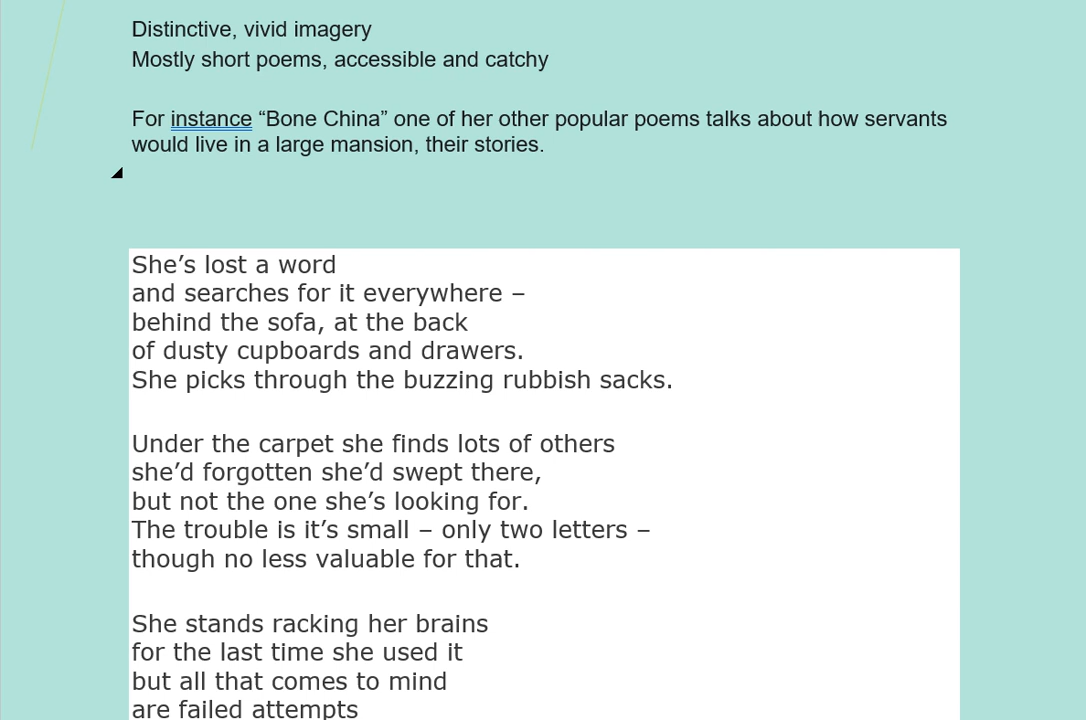 Distinctive, vivid imagery
Mostly short poems, accessible and catchy
For instance “Bone China” one of her other popular poems talks about how servants
would live in a large mansion, their stories.
She’s lost a word
and searches for it everywhere –
behind the sofa, at the back
of dusty cupboards and drawers.
She picks through the buzzing rubbish sacks.
Under the carpet she finds lots of others
she’d forgotten she’d swept there,
but not the one she’s looking for.
The trouble is it’s small – only two letters –
though no less valuable for that.
She stands racking her brains
for the last time she used it
but all that comes to mind
are failed attempts